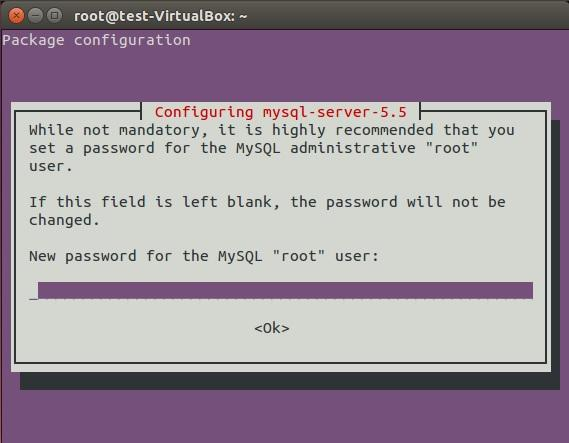 root@test-VirtualBox: ~
Package configuration
Configuring mysql-server-5.5
While not mandatory, it is highly recommended that you
set a password for the MySQL administrative "root"
user.
If this field is left blank, the password will not be
changed.
New password for the MySQL "root" user:
<Ok>